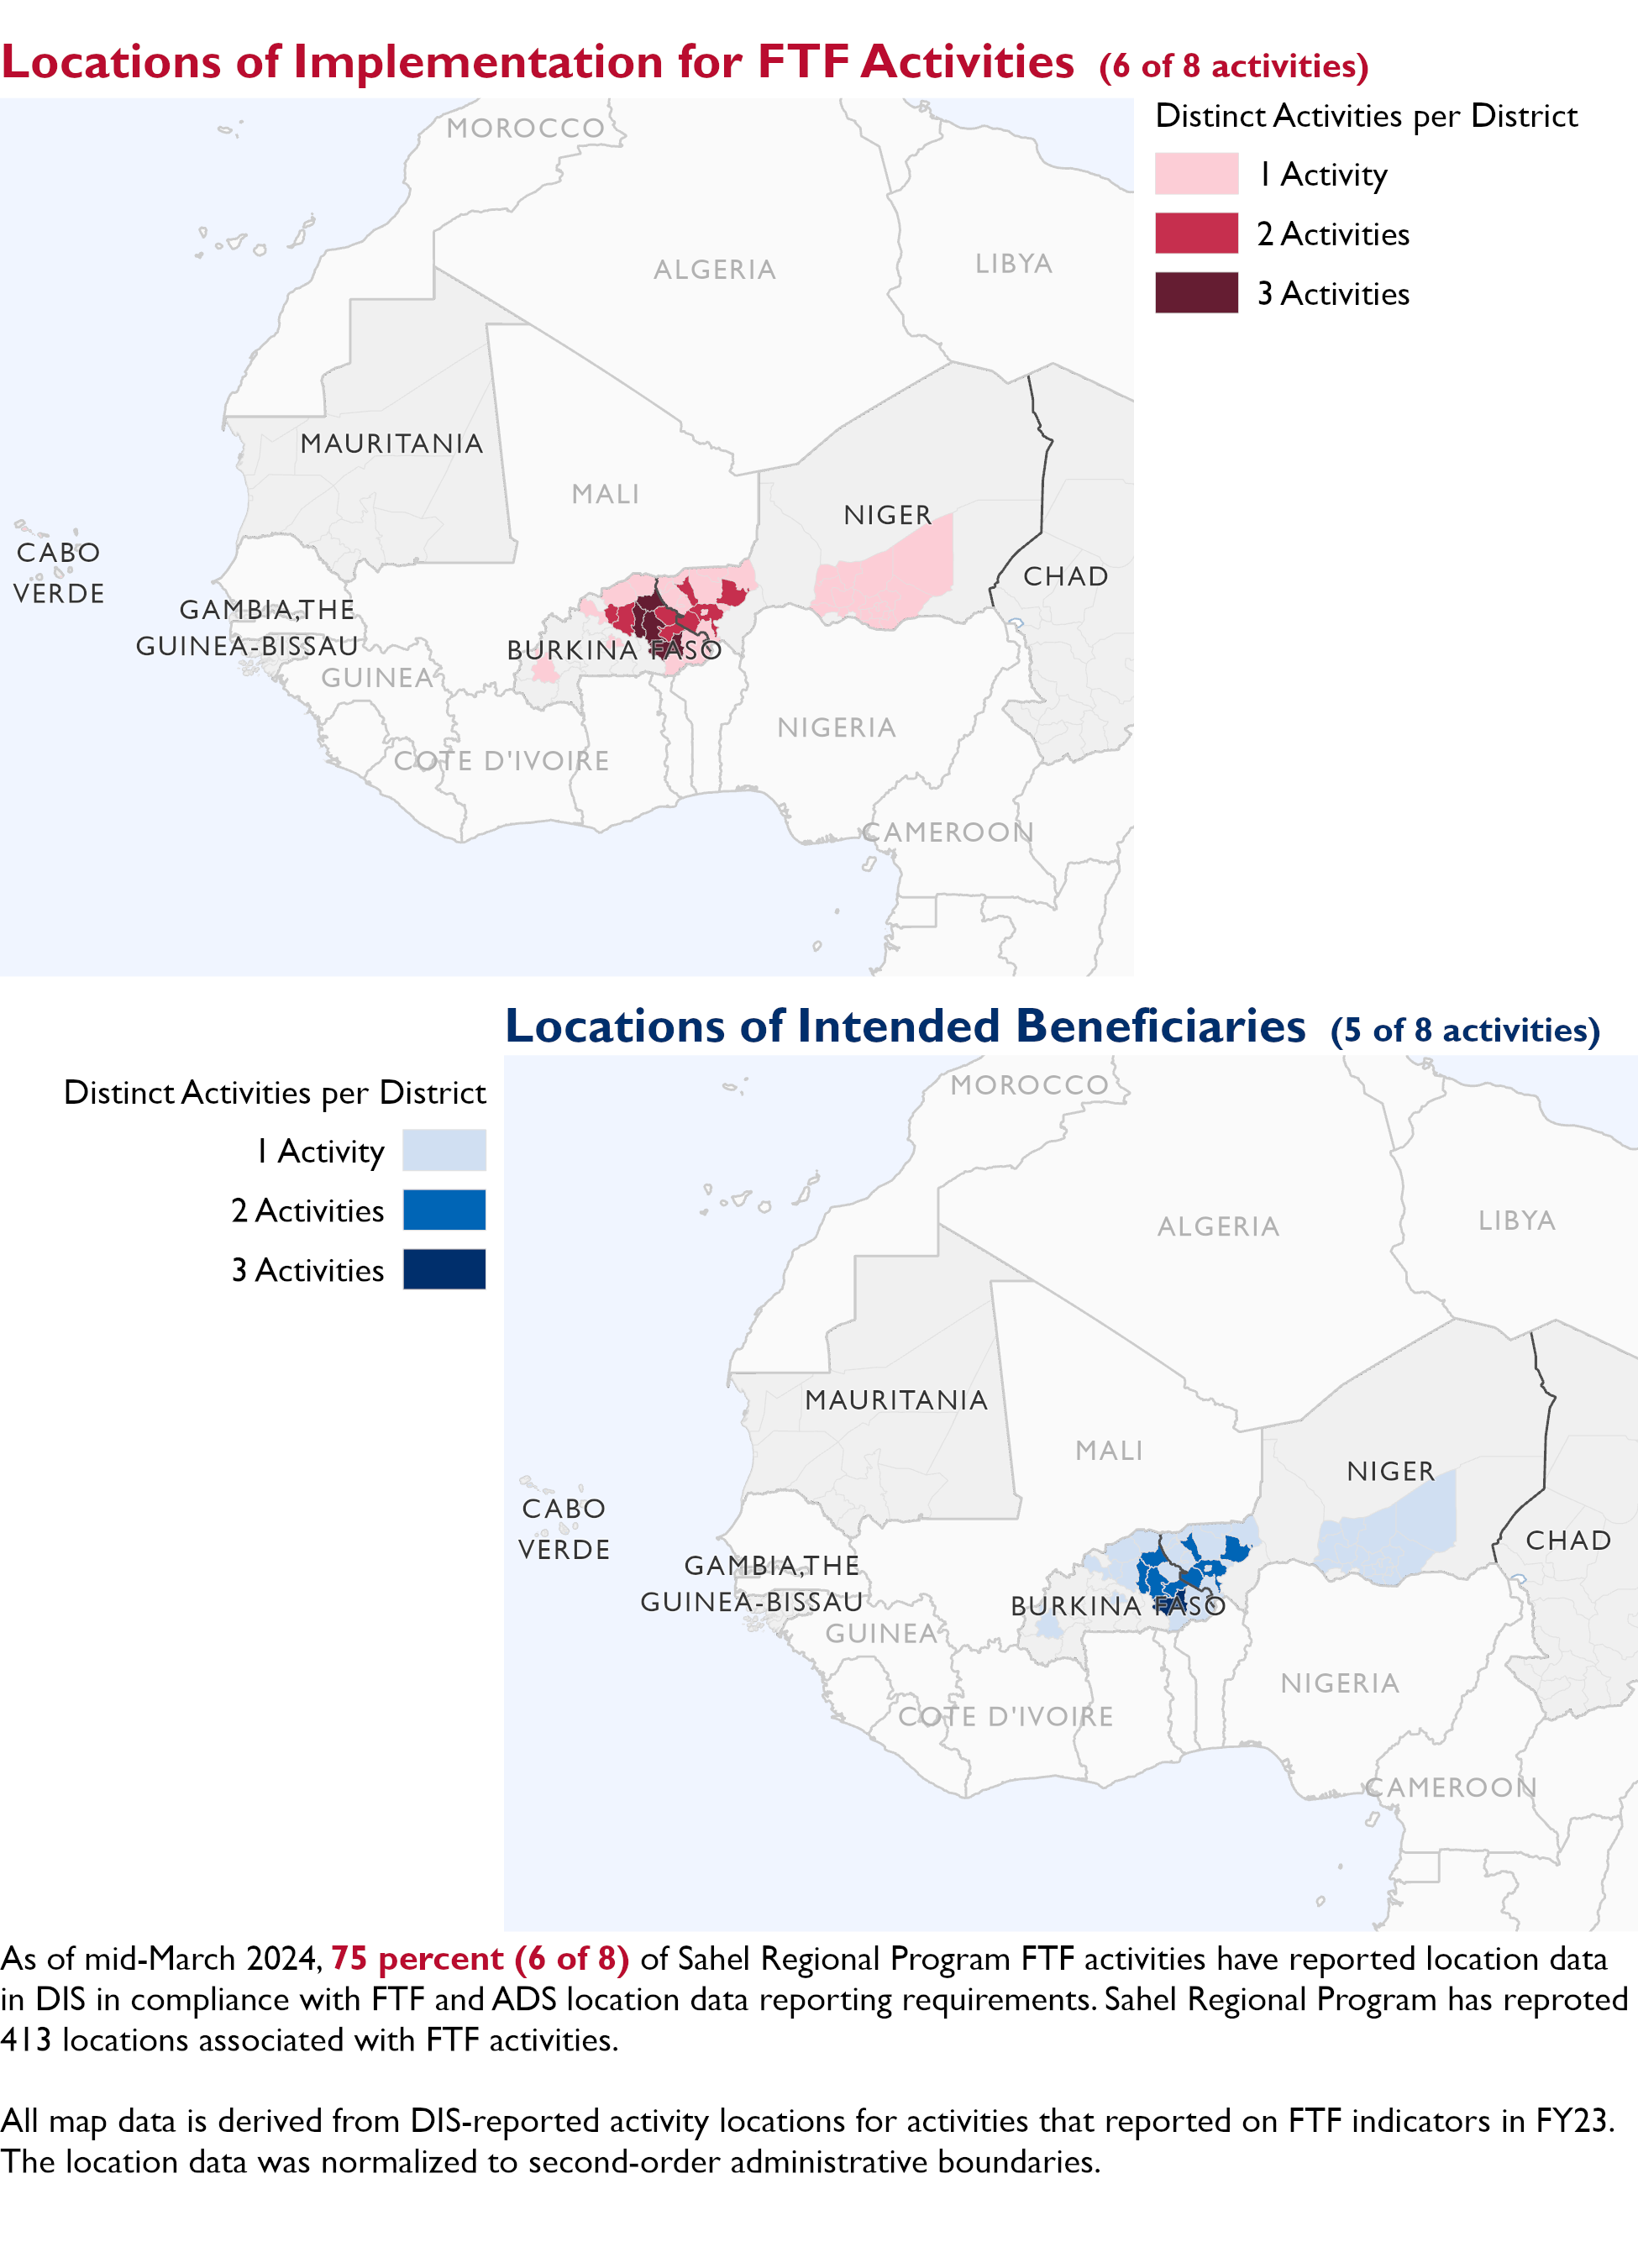 Locations of Implementation for FTF Activities (6 of 8 activities)
Distinct Activities per District
1 Activity
2 Activities
3 Activities
MOROCCO
ALGERIA
LIBYA
MAURITANIA
MALI
NIGER
CABO
VERDE
CHAD
GAMBIA,THE
GUINEA-BISSAU
BURKINA FASO
GUINEA
NIGERIA
COTE D'IVOIRE
CAMEROON
Locations of Intended Beneficiaries (5 of 8 activities)
Distinct Activities per District
1 Activity
2 Activities
3 Activities
MOROCCO
ALGERIA
LIBYA
MAURITANIA
MALI
NIGER
CABO
VERDE
CHAD
GAMBIA,THE
GUINEA-BISSAU
BURKINA FASO
GUINEA
NIGERIA
COTE D'IVOIRE
CAMEROON
As of mid-March 2024, 75 percent (6 of 8) of Sahel Regional Program FTF activities have reported location data
in DIS in compliance with FTF and ADS location data reporting requirements. Sahel Regional Program has reproted
413 locations associated with FTF activities.
All map data is derived from DIS-reported activity locations for activities that reported on FTF indicators in FY23.
The location data was normalized to second-order administrative boundaries.